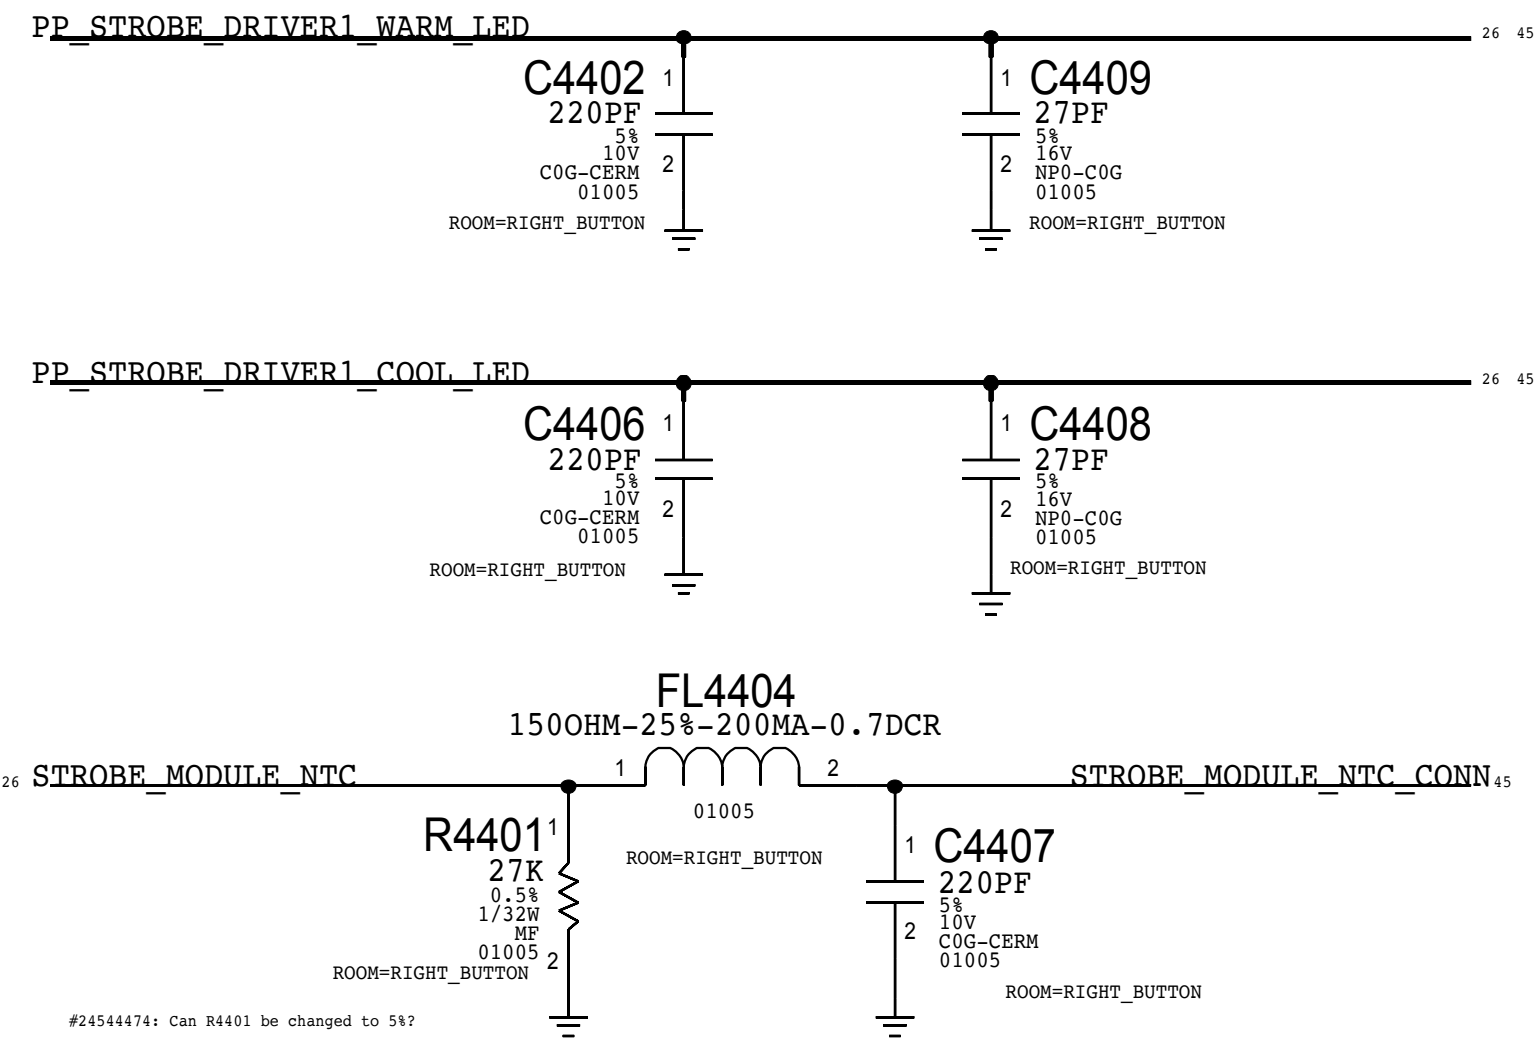 PP_STROBE_DRIVER1_WARM_LED
26 45
C4402 1
220PF
5%
10V
C0G-CERM
01005
2
ROOM=RIGHT_BUTTON
1 C4409
27PF
5%
16V
NP0-C0G
01005
2
ROOM=RIGHT_BUTTON
PP_STROBE_DRIVER1_COOL_LED
26 45
C4406 1
220PF
5%
10V
C0G-CERM
01005
2
ROOM=RIGHT_BUTTON
1 C4408
27PF
5%
16V
NP0-C0G
01005
2
ROOM=RIGHT_BUTTON
FL4404
150OHM-25%-200MA-0.7DCR
1 2
01005
ROOM=RIGHT_BUTTON
26 STROBE_MODULE_NTC
STROBE_MODULE_NTC_CONN 45
R4401 1
27K
0.5%
1/32W
MF
01005
2
ROOM=RIGHT_BUTTON
1 C4407
220PF
5%
10V
C0G-CERM
01005
2
ROOM=RIGHT_BUTTON
#24544474: Can R4401 be changed to 5%?